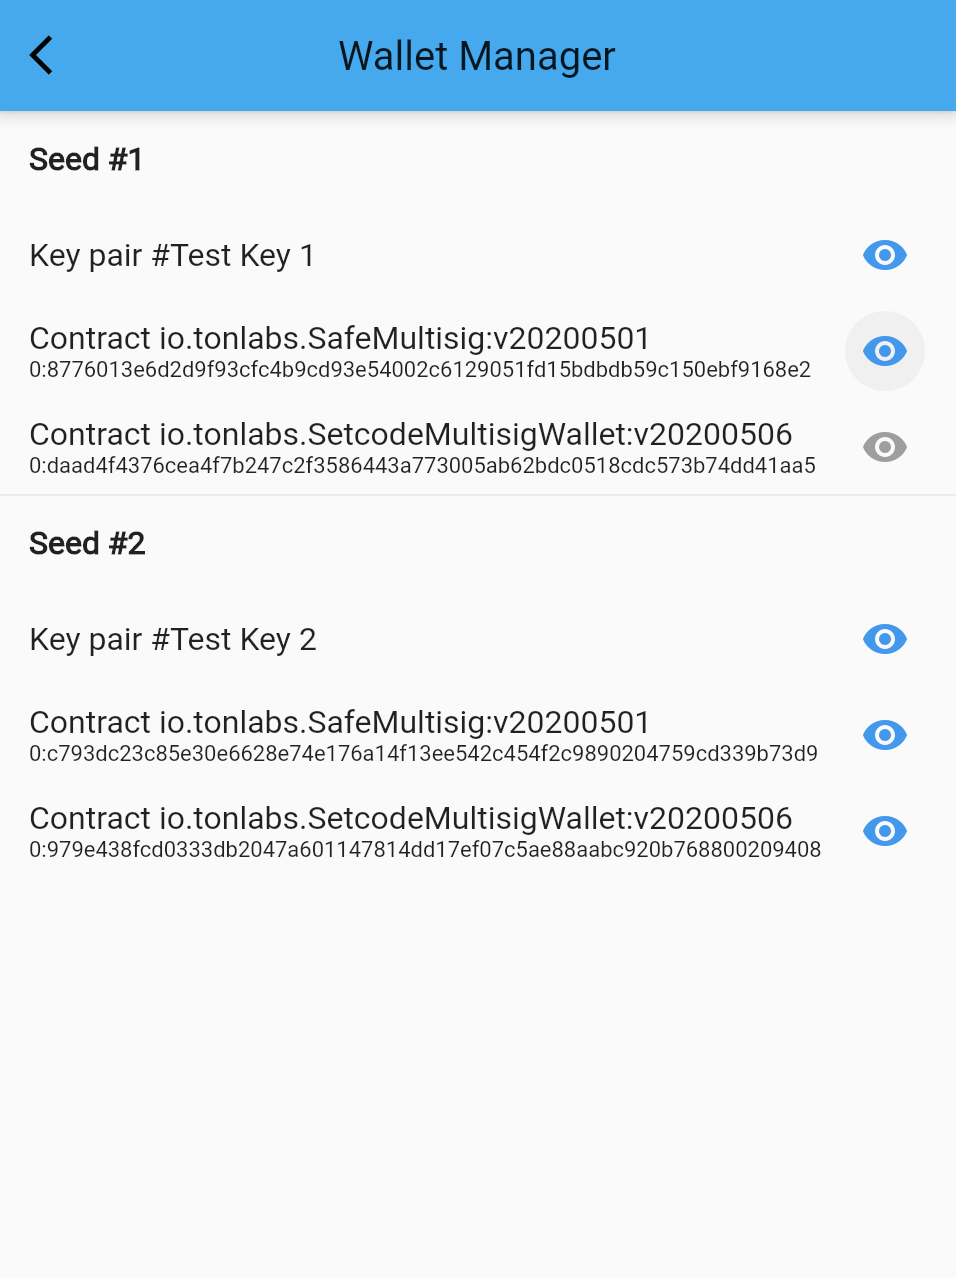 Wallet Manager
Seed #1
Key pair #Test Key 1
Contract io.tonlabs.SafeMultisig:v20200501
0:8776013e6d2d9f93cfc4b9cd93e54002c6129051fd15bdbdb59c150ebf9168e2
Contract io.tonlabs.SetcodeMultisigWallet:v20200506
0:daad4f4376cea4f7b247c2f3586443a773005ab62bdc0518cdc573b74dd41aa5
Seed #2
Key pair #Test Key 2
Contract io.tonlabs.SafeMultisig:v20200501
0:c793dc23c85e30e6628e74e176a14f13ee542c454f2c9890204759cd339b73d9
Contract io.tonlabs.SetcodeMultisigWallet:v20200506
0:979e438fcd0333db2047a601147814dd17ef07c5ae88aabc920b768800209408